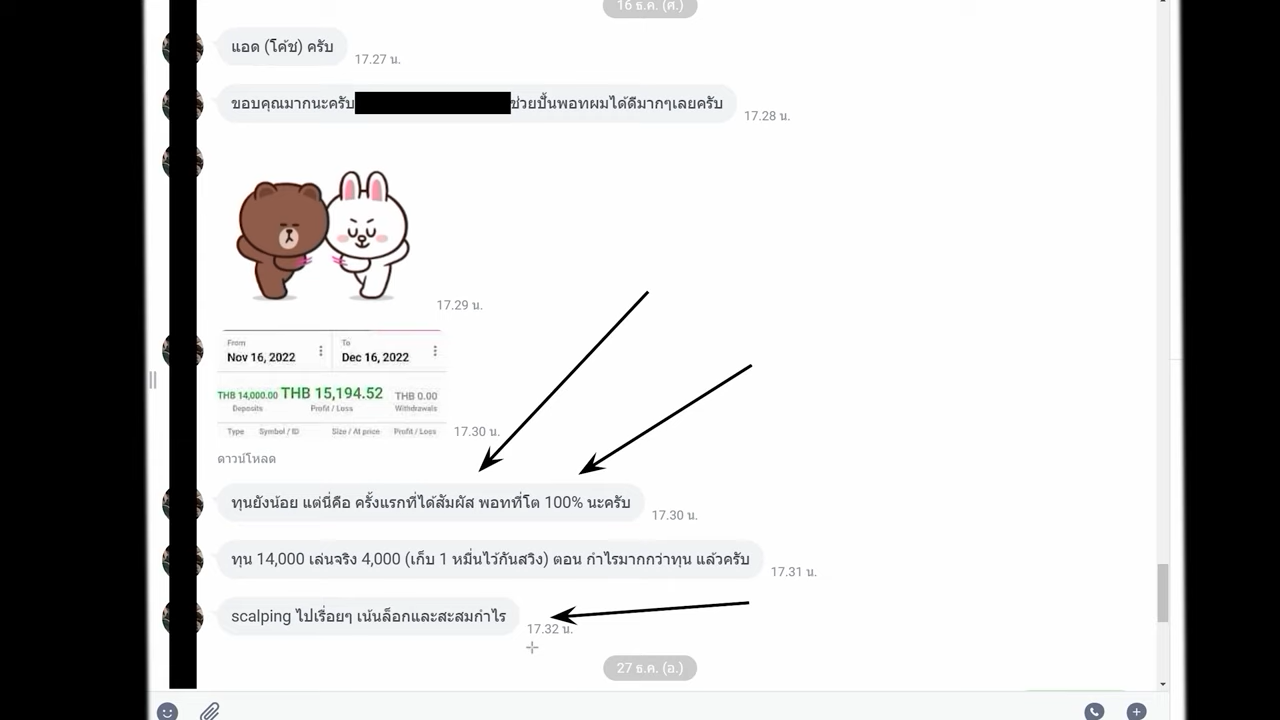 16 ธ.ค. (ศ.)
แอด (โค้ช) ครับ
17.27 น.
ขอบคุณมากนะครับ ช่วยปั้นพอทผมได้ดีมากๆเลยครับ
17.28 น.
17.29 น.
From To
Nov 16, 2022 Dec 16, 2022
THB 14,000.00 THB 15,194.52 THB 0.00
Deposits Profit / Loss Withdrawals
Type Symbol / ID Size / At price Profit / Loss
17.30 น.
ดาวน์โหลด
ทุนยังน้อย แต่นี่คือ ครั้งแรกที่ได้สัมผัส พอทที่โต 100% นะครับ
17.30 น.
ทุน 14,000 เล่นจริง 4,000 (เก็บ 1 หมื่นไว้กันสวิง) ตอน กำไรมากกว่าทุน แล้วครับ
17.31 น.
scalping ไปเรื่อยๆ เน้นล็อกและสะสมกำไร
17.32 น.
27 ธ.ค. (อ.)